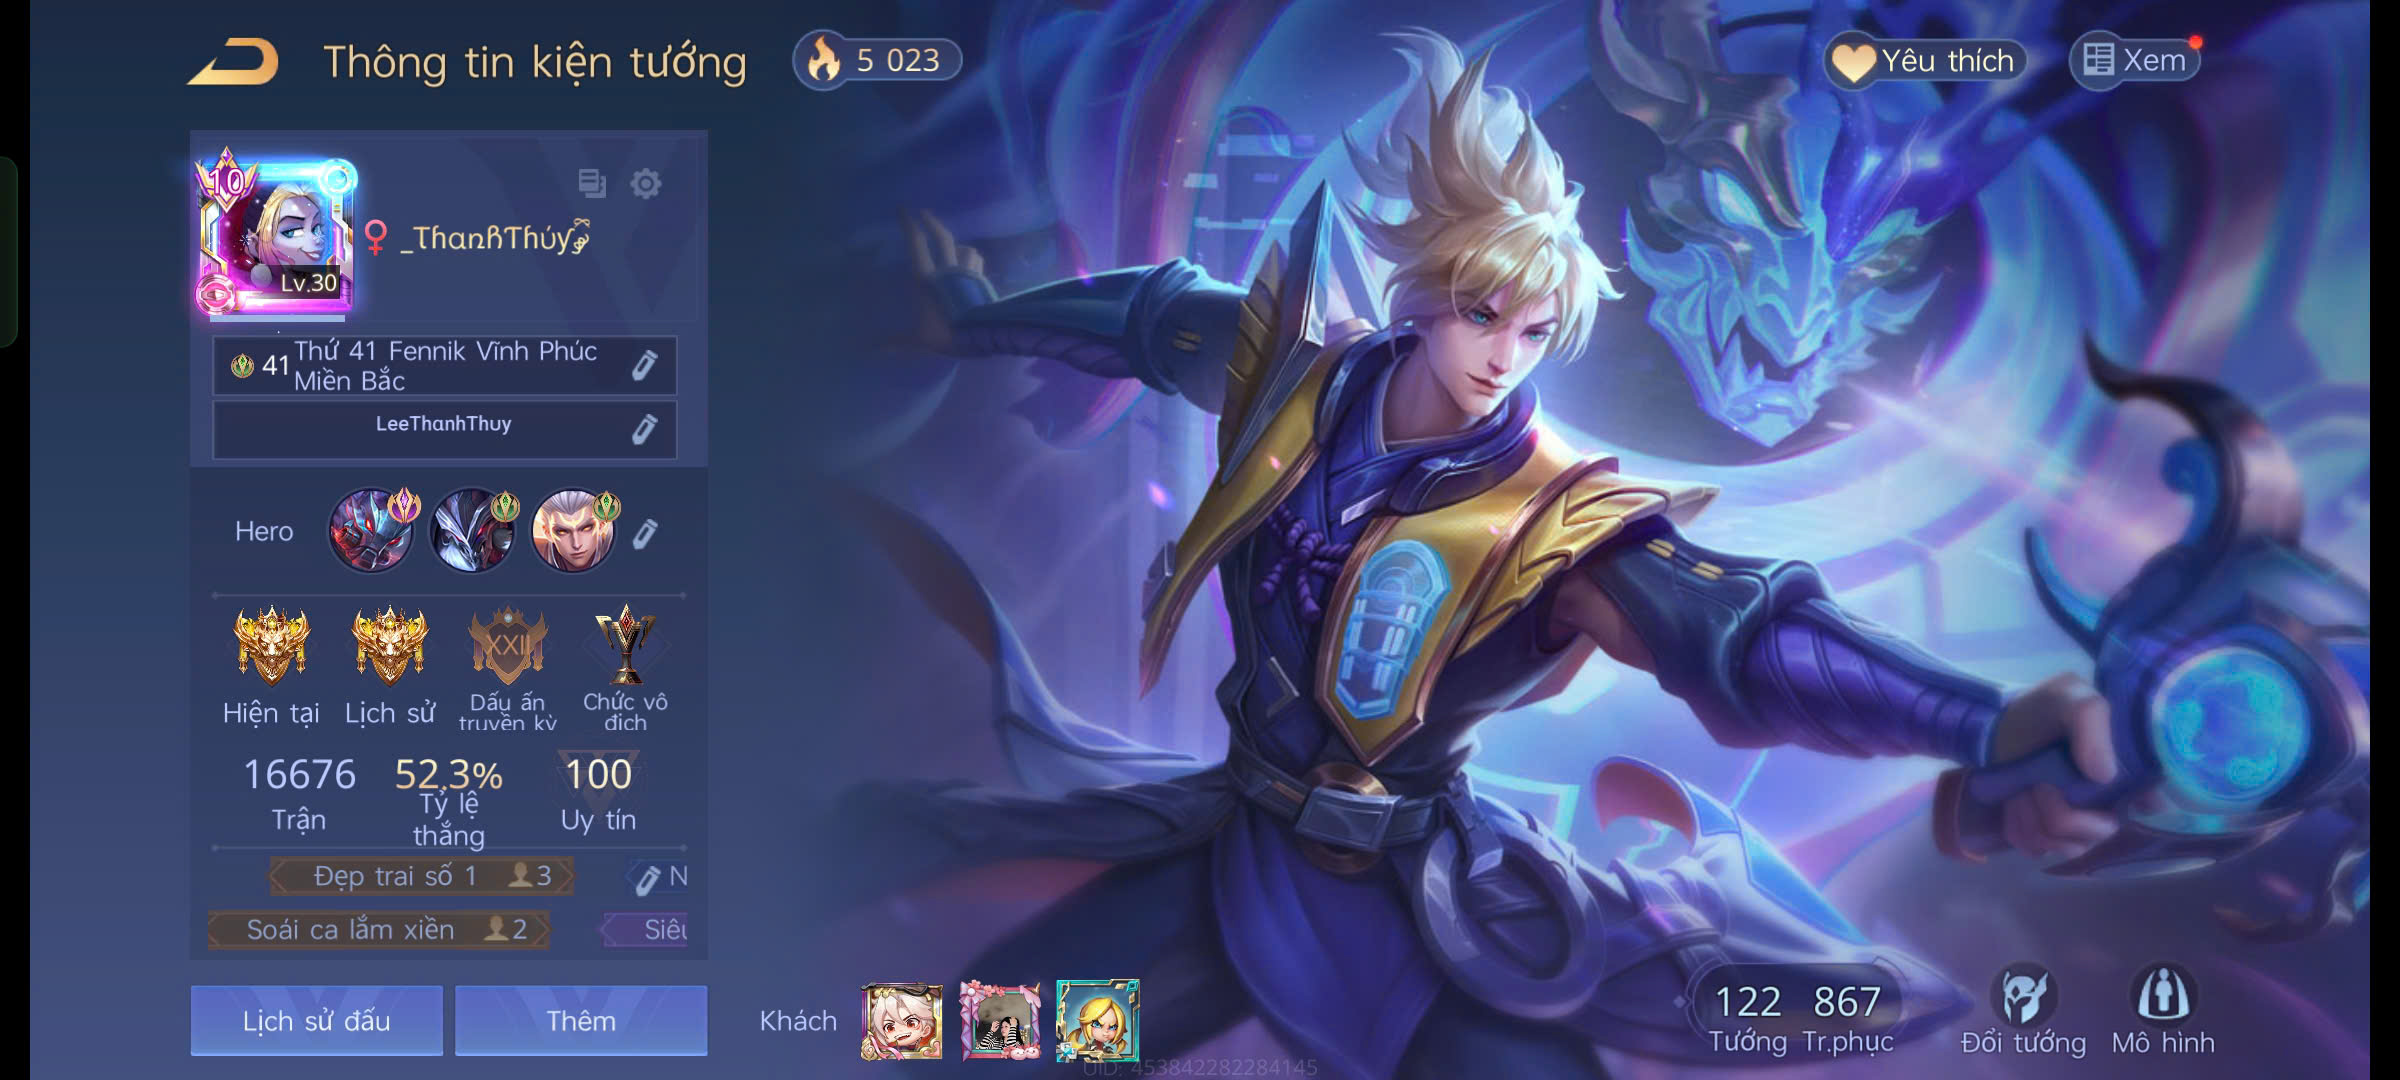 Thông tin kiện tướng
5 023
Yêu thích
Xem
10
Lv.30
_ThanhThúy
41
Thứ 41 Fennik Vĩnh Phúc
Miền Bắc
LeeThanhThuy
Hero
XXII
Hiện tại
Lịch sử
Dấu ấn
truyền kỳ
Chức vô
địch
16676
Trận
52.3%
Tỷ lệ
thắng
100
Uy tín
Đẹp trai số 1
3
N
Soái ca lắm xiền
2
Siêu
Lịch sử đấu
Thêm
Khách
122
Tướng
867
Tr.phục
Đổi tướng
Mô hình
UID: 453842282284145